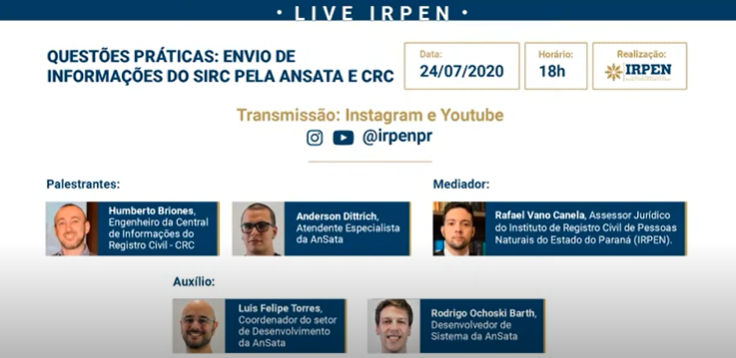 • LIVE IRPEN •
QUESTÕES PRÁTICAS: ENVIO DE
INFORMAÇÕES DO SIRC PELA ANSATA E CRC
Data:
24/07/2020
Horário:
18h
Realização:
IRPEN
Transmissão: Instagram e Youtube
@irpenpr
Palestrantes:
Humberto Briones,
Engenheiro da Central
de Informações do
Registro Civil - CRC
Anderson Dittrich,
Atendente Especialista
da AnSata
Mediador:
Rafael Vano Canela, Assessor Jurídico
do Instituto de Registro Civil de Pessoas
Naturais do Estado do Paraná (IRPEN).
Auxílio:
Luis Felipe Torres,
Coordenador do setor
de Desenvolvimento
da AnSata
Rodrigo Ochoski Barth,
Desenvolvedor de
Sistema da AnSata